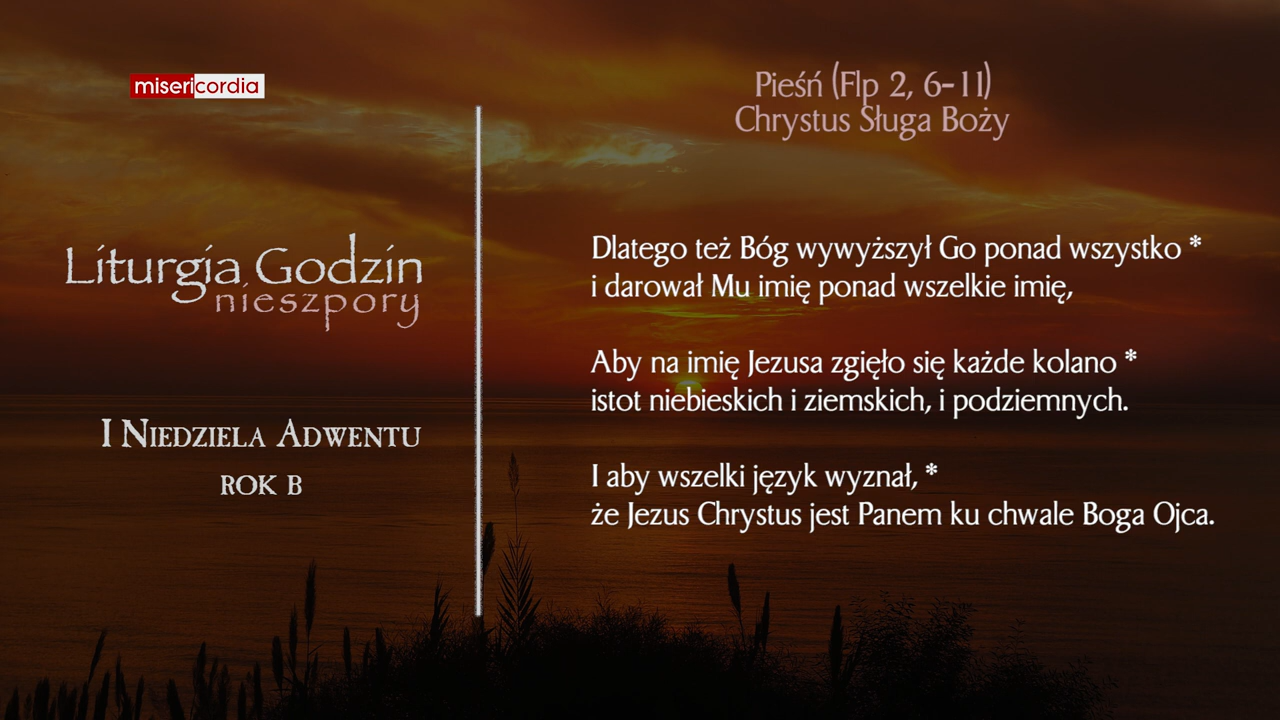 misericordia
Liturgia Godzin
nieszpory
I Niedziela Adwentu
rok B
Pieśń (Flp 2, 6-11)
Chrystus Sługa Boży
Dlatego też Bóg wywyższył Go ponad wszystko *
i darował Mu imię ponad wszelkie imię,
Aby na imię Jezusa zgięło się każde kolano *
istot niebieskich i ziemskich, i podziemnych.
I aby wszelki język wyznał, *
że Jezus Chrystus jest Panem ku chwale Boga Ojca.